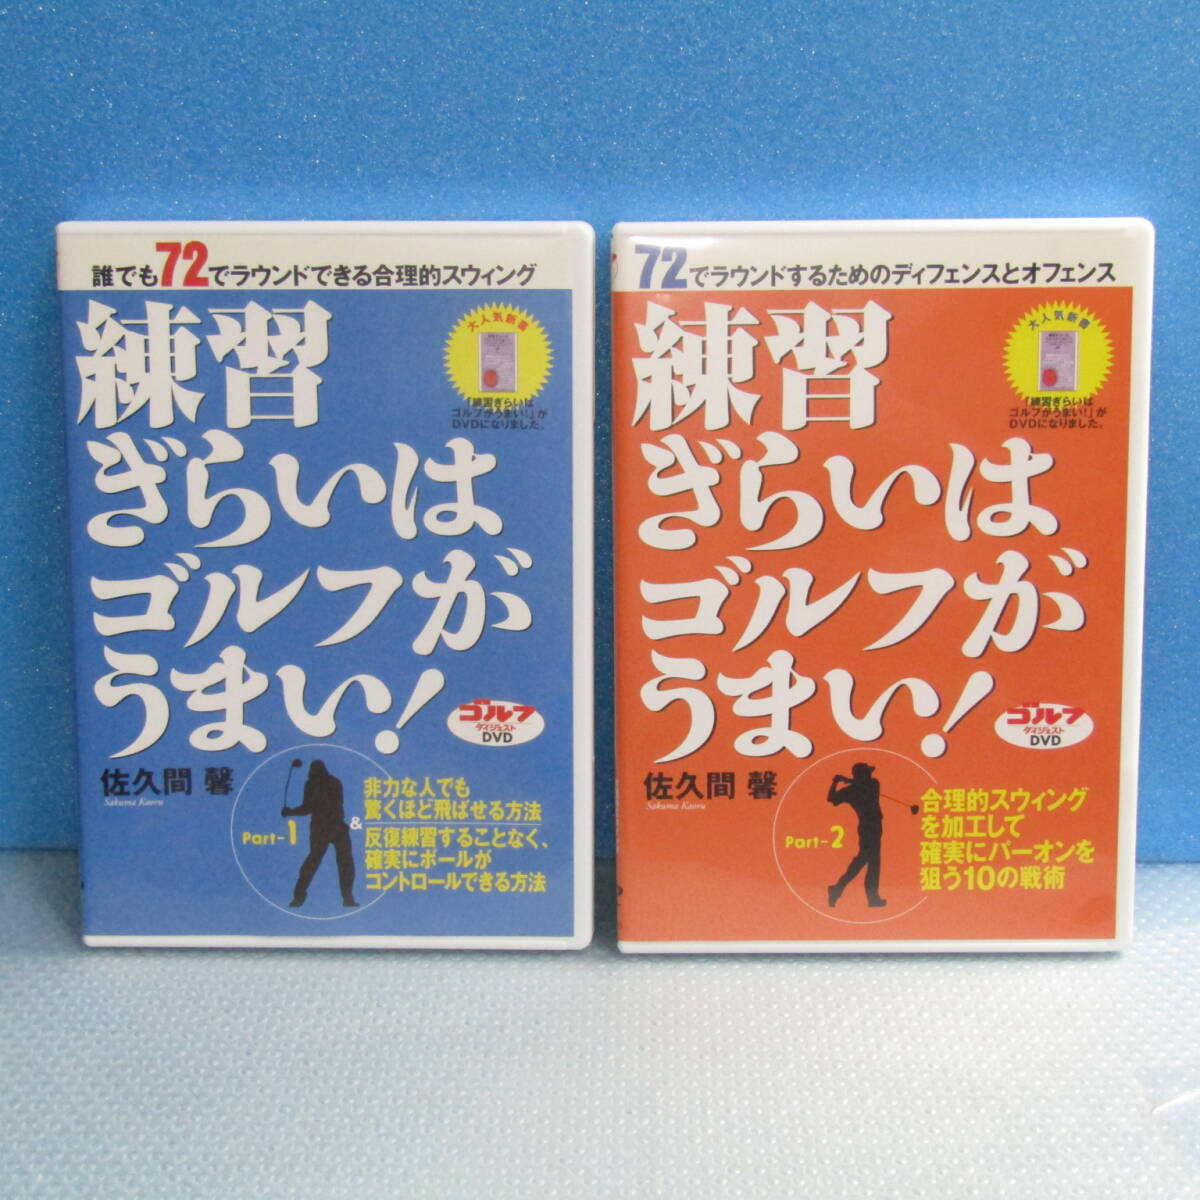 誰でも72でラウンドできる合理的スウィング
練習
ぎらいは
ゴルフが
うまい!
大人気新書
「練習ぎらいは
ゴルフがうまい!」が
DVDになりました。
ゴルフ
ダイジェスト
DVD
佐久間 馨
Sakuma Kaoru
Part-1
非力な人でも
驚くほど飛ばせる方法
&
反復練習することなく、
確実にボールが
コントロールできる方法
72でラウンドするためのディフェンスとオフェンス
練習
ぎらいは
ゴルフが
うまい!
大人気新書
「練習ぎらいは
ゴルフがうまい!」が
DVDになりました。
ゴルフ
ダイジェスト
DVD
佐久間 馨
Sakuma Kaoru
Part-2
合理的スウィング
を加工して
確実にパーオンを
狙う10の戦術